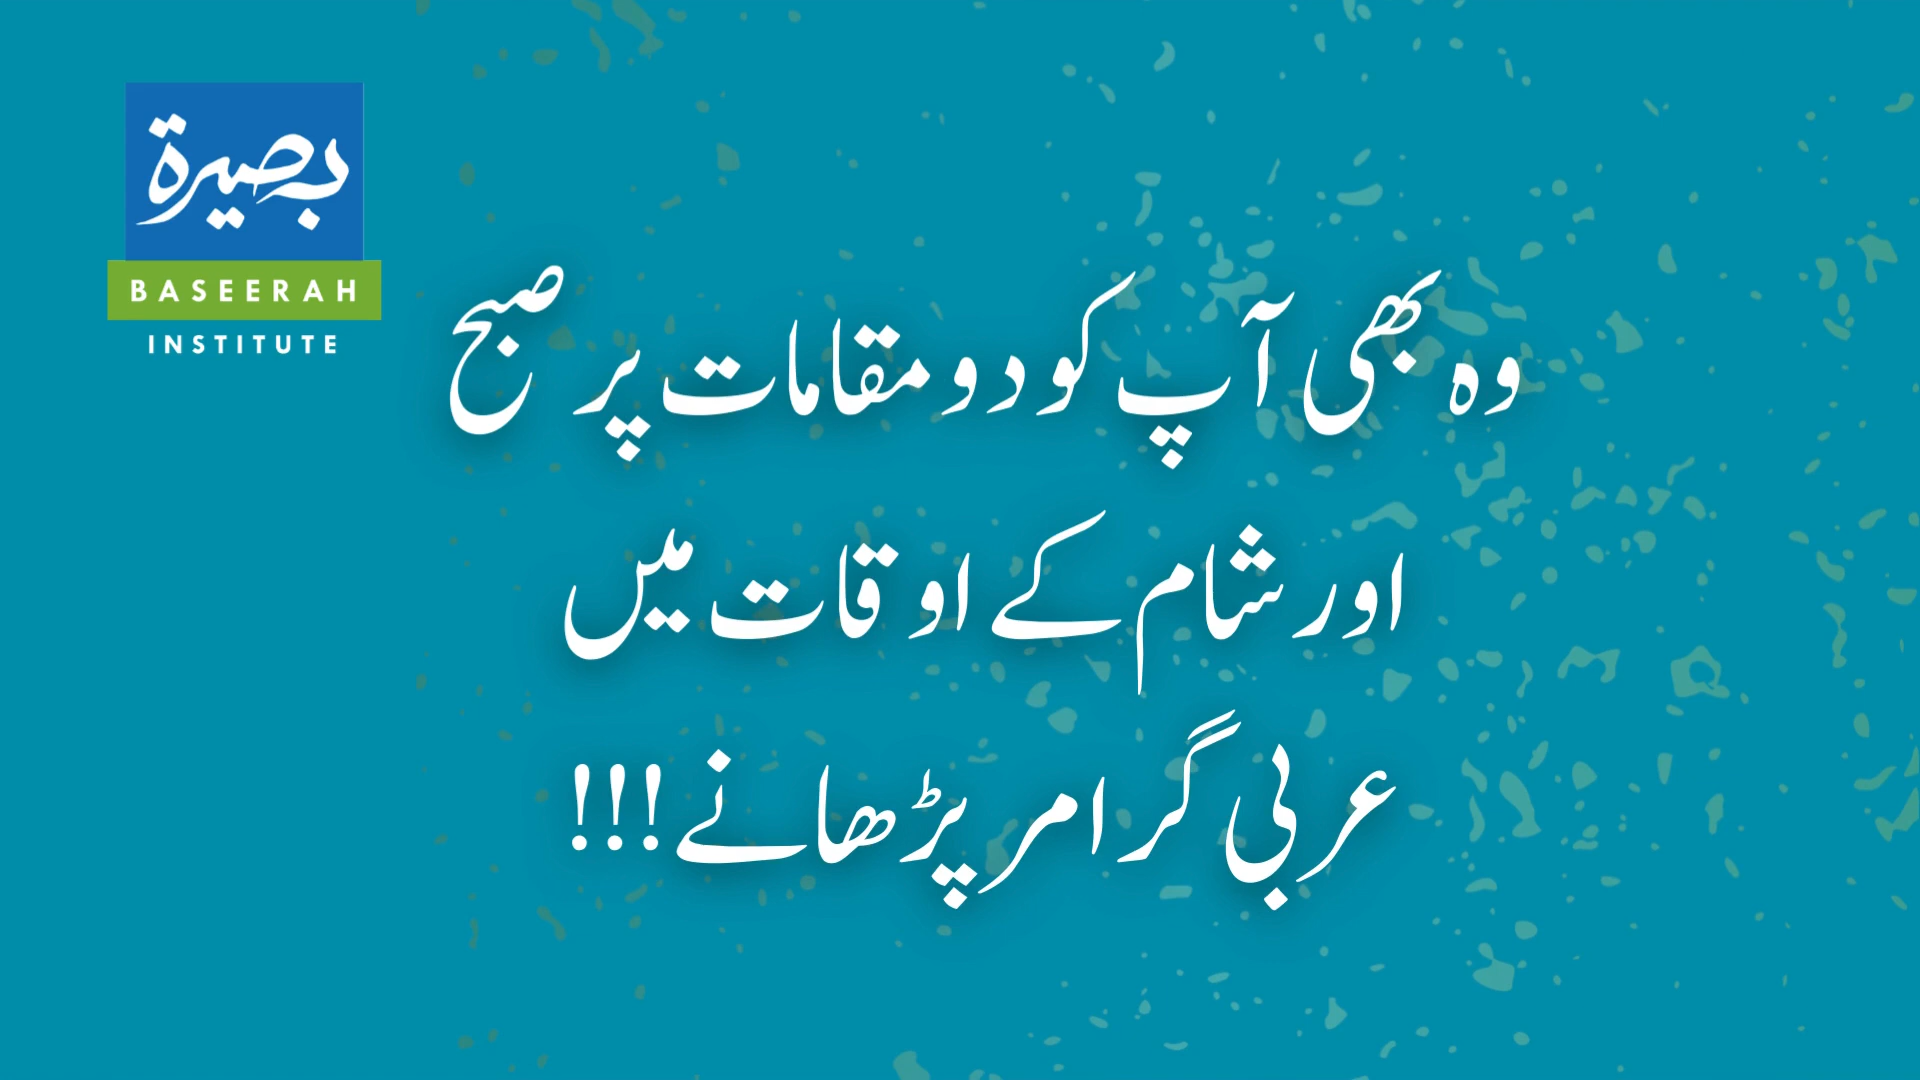 بصيرة
BASEERAH
INSTITUTE
وہ بھی آپ کو دو مقامات پر صبح
اور شام کے اوقات میں
عربی گرامر پڑھانے!!!